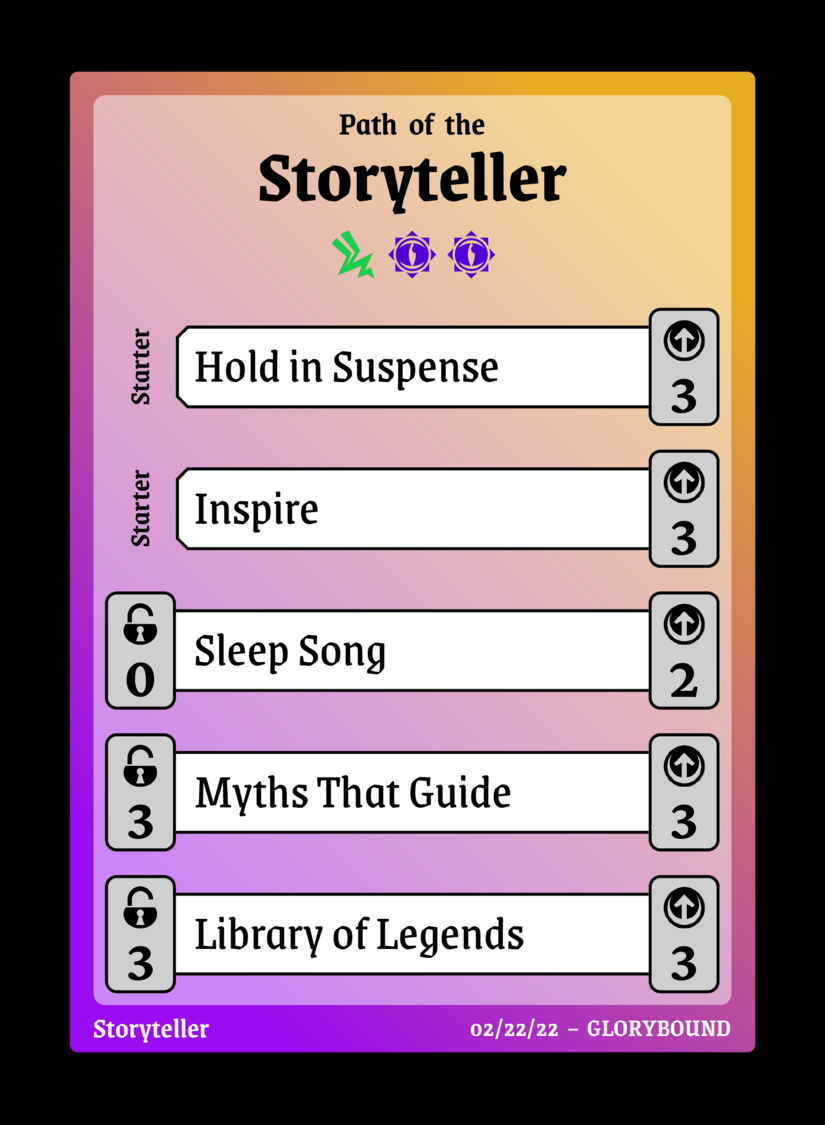 Path of the
Storyteller
Starter
Hold in Suspense
3
Starter
Inspire
3
0
Sleep Song
2
3
Myths That Guide
3
3
Library of Legends
3
Storyteller
02/22/22 – GLORYBOUND